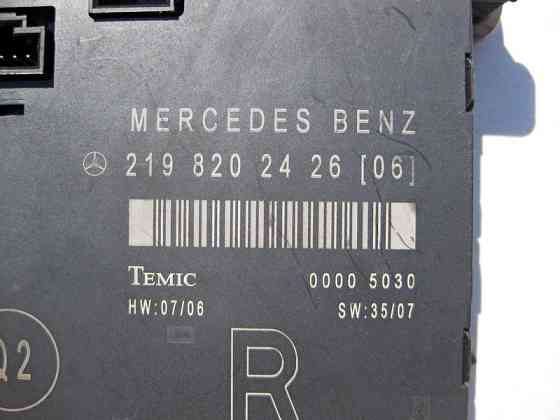 MERCEDES BENZ
219 820 24 26 [06]
TEMIC 0000 5030
HW:07/06 SW:35/07
Q2
R